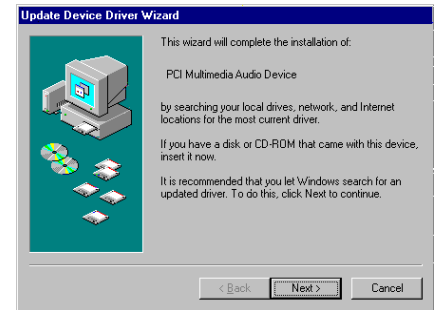 Update Device Driver Wizard
This wizard will complete the installation of:
PCI Multimedia Audio Device
by searching your local drives, network, and Internet
locations for the most current driver.
If you have a disk or CD-ROM that came with this device,
insert it now.
It is recommended that you let Windows search for an
updated driver. To do this, click Next to continue.
< Back
Next >
Cancel